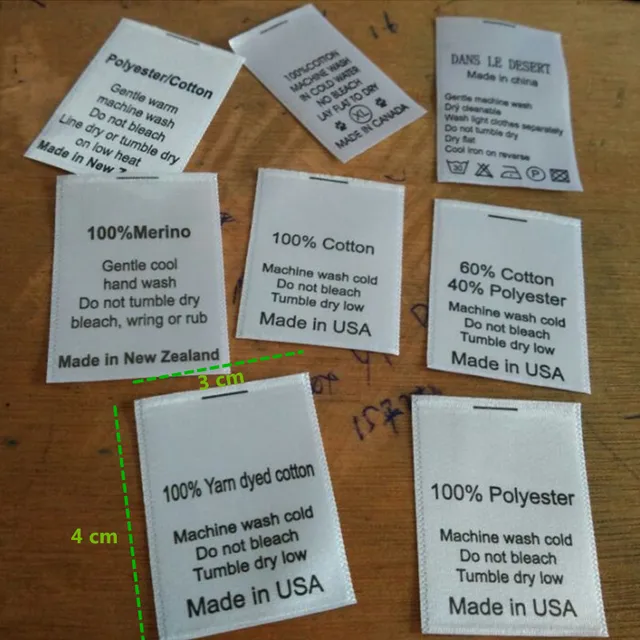 Polyester/Cotton
Gentle warm
machine wash
Do not bleach
Line dry or tumble dry
on low heat
Made in New
100%COTTON
MACHINE WASH
IN COLD WATER
NO BLEACH
LAY FLAT TO DRY
XL
MADE IN CANADA
DANS LE DESERT
Made in china
Gentle machine wash
Dry cleanable
Wash light clothes separately
Do not tumble dry
Dry flat
Cool Iron on reverse
30
P
100%Merino
Gentle cool
hand wash
Do not tumble dry
bleach, wring or rub
Made in New Zealand
100% Cotton
Machine wash cold
Do not bleach
Tumble dry low
Made in USA
60% Cotton
40% Polyester
Machine wash cold
Do not bleach
Tumble dry low
Made in USA
3 cm
4 cm
100% Yarn dyed cotton
Machine wash cold
Do not bleach
Tumble dry low
Made in USA
100% Polyester
Machine wash cold
Do not bleach
Tumble dry low
Made in USA